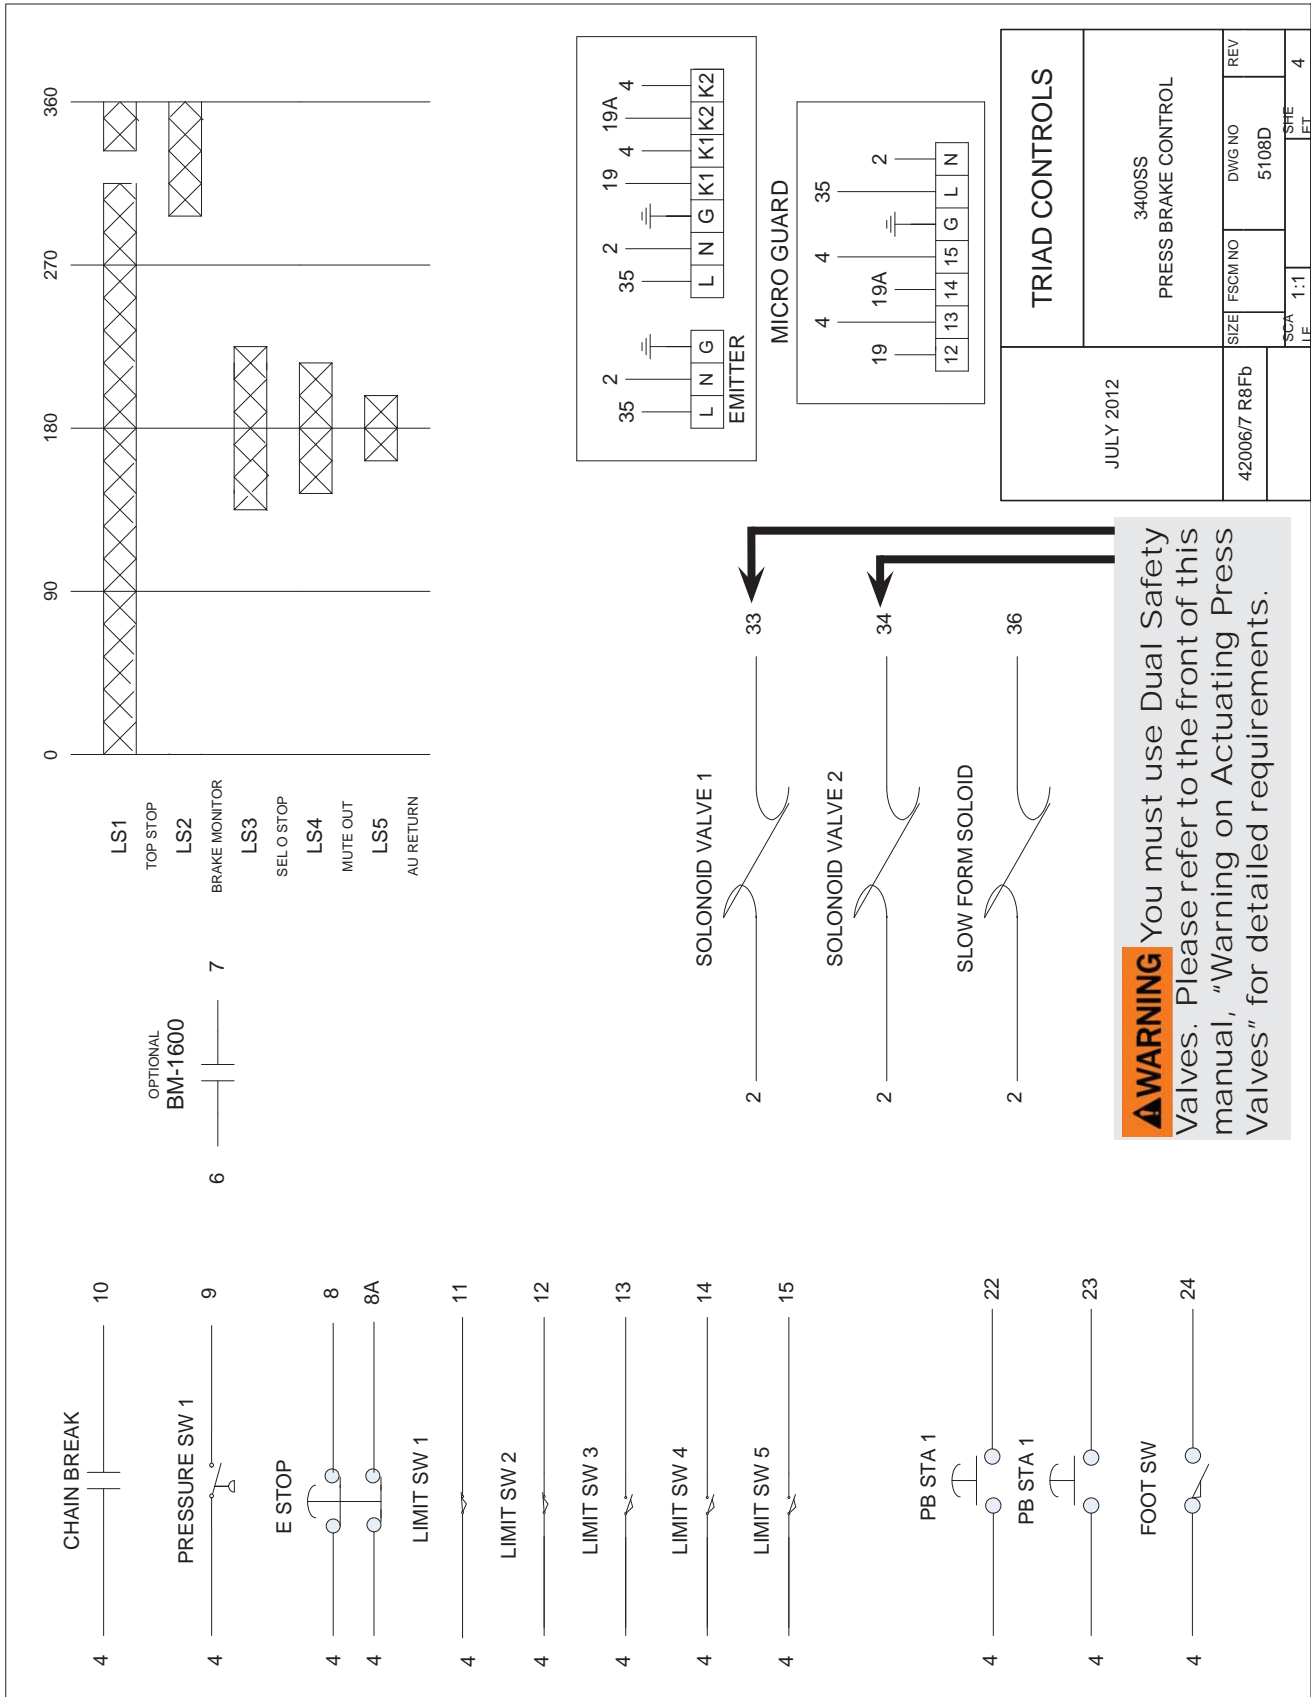 CHAIN BREAK
4 10
PRESSURE SW 1
4 9
E STOP
4 8
4 8A
LIMIT SW 1
4 11
LIMIT SW 2
4 12
LIMIT SW 3
4 13
LIMIT SW 4
4 14
LIMIT SW 5
4 15
PB STA 1
4 22
PB STA 1
4 23
FOOT SW
4 24
OPTIONAL
BM-1600
6 7
0 90 180 270 360
LS1
TOP STOP
LS2
BRAKE MONITOR
LS3
SEL O STOP
LS4
MUTE OUT
LS5
AU RETURN
SOLONOID VALVE 1
2 33
SOLONOID VALVE 2
2 34
SLOW FORM SOLOID
2 36
WARNING You must use Dual Safety
Valves. Please refer to the front of this
manual, "Warning on Actuating Press
Valves" for detailed requirements.
35 2
L N G
EMITTER
35 2 19 4 19A 4
L N G K1 K1 K2 K2
MICRO GUARD
19 4 19A 4 35 2
12 13 14 15 G L N
JULY 2012
42006/7 R8Fb
TRIAD CONTROLS
3400SS
PRESS BRAKE CONTROL
SIZE
FSCM NO
DWG NO
5108D
REV
SCA
LE
1:1
SHE
ET
4